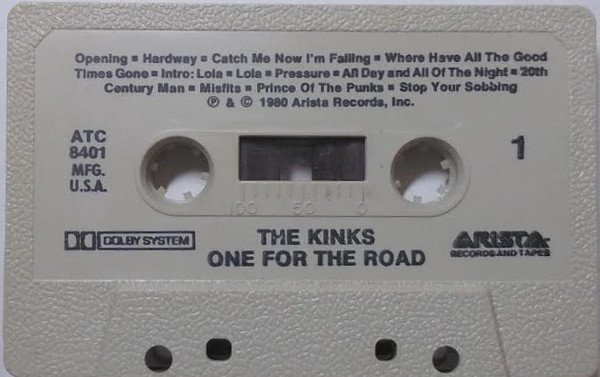 Opening ▪ Hardway ▪ Catch Me Now I'm Falling ▪ Where Have All The Good
Times Gone ▪ Intro: Lola ▪ Lola ▪ Pressure ▪ All Day and All Of The Night ▪ 20th
Century Man ▪ Misfits ▪ Prince Of The Punks ▪ Stop Your Sobbing
℗ & © 1980 Arista Records, Inc.
ATC
8401
MFG.
U.S.A.
1
100 50 0
DOLBY SYSTEM
THE KINKS
ONE FOR THE ROAD
ARISTA
RECORDS AND TAPES